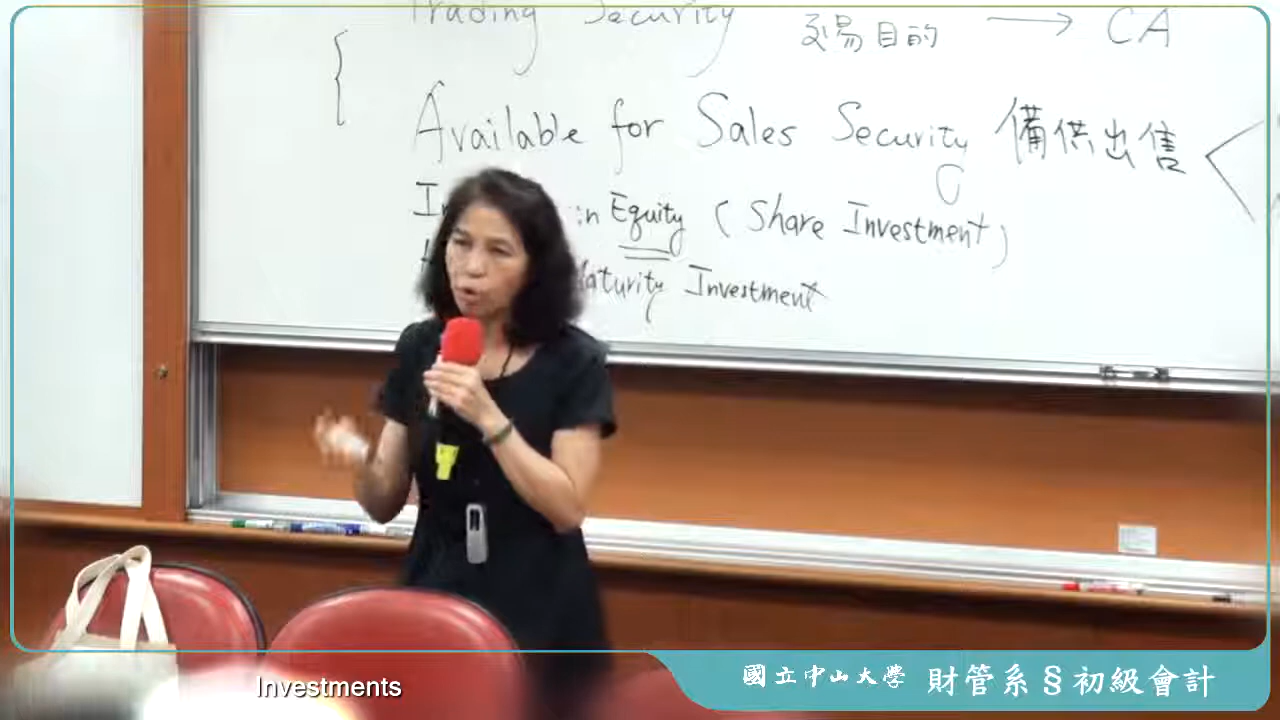 Trading Security 交易目的 → CA
Available for Sales Security 備供出售
in Equity (Share Investment)
Maturity Investment
Investments
國立中山大學 財管系§初級會計